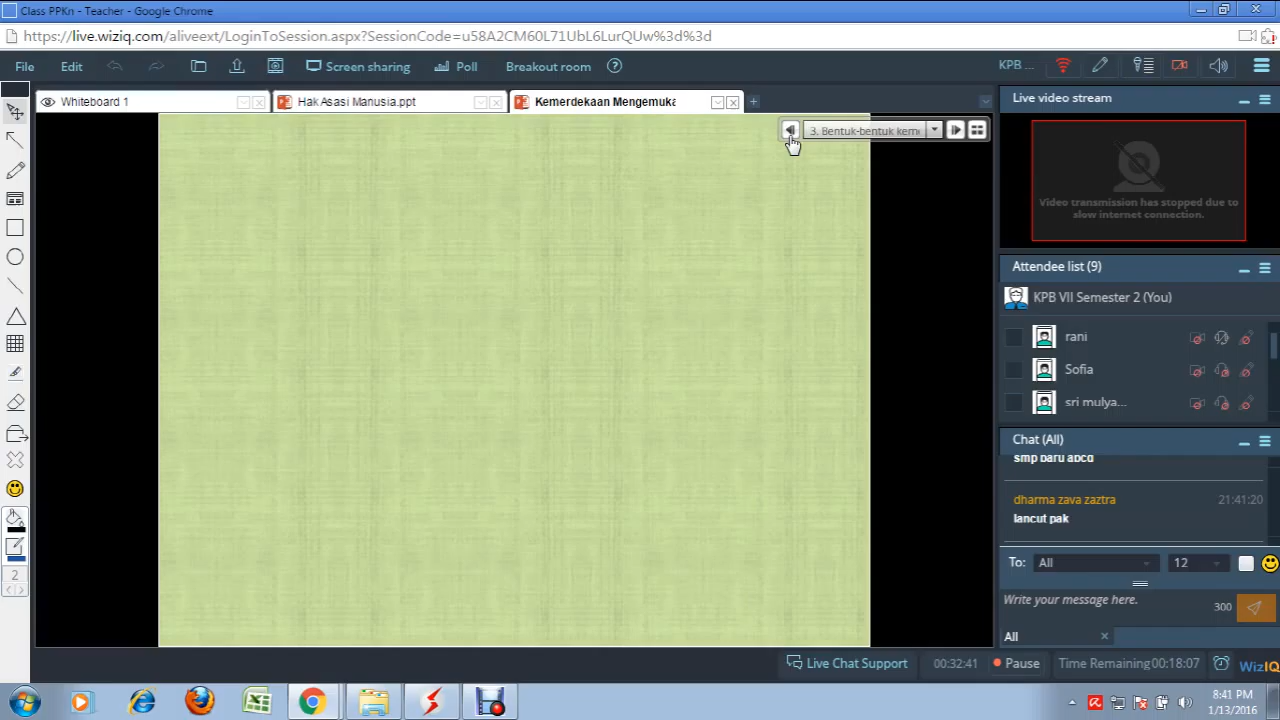 Class PPKn - Teacher - Google Chrome
https://live.wiziq.com/aliveext/LoginToSession.aspx?SessionCode=u58A2CM60L71UbL6LurQUw%3d%3d
File Edit Screen sharing Poll Breakout room KPB ...
Whiteboard 1 Hak Asasi Manusia.ppt Kemerdekaan Mengemuka
3. Bentuk-bentuk keme
Live video stream
Video transmission has stopped due to
slow internet connection.
Attendee list (9)
KPB VII Semester 2 (You)
rani
Sofia
sri mulya...
Chat (All)
smp baru abcd
dharma zava zaztra 21:41:20
lancut pak
To: All 12
Write your message here. 300
All
2
Live Chat Support 00:32:41 Pause Time Remaining 00:18:07 WizIQ
8:41 PM
1/13/2016